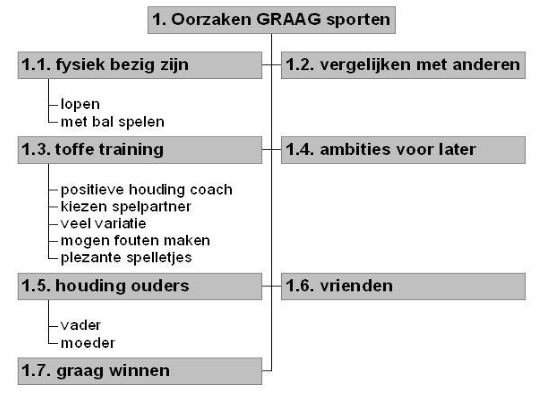 1. Oorzaken GRAAG sporten
1.1. fysiek bezig zijn
lopen
met bal spelen
1.2. vergelijken met anderen
1.3. toffe training
positieve houding coach
kiezen spelpartner
veel variatie
mogen fouten maken
plezante spelletjes
1.4. ambities voor later
1.5. houding ouders
vader
moeder
1.6. vrienden
1.7. graag winnen